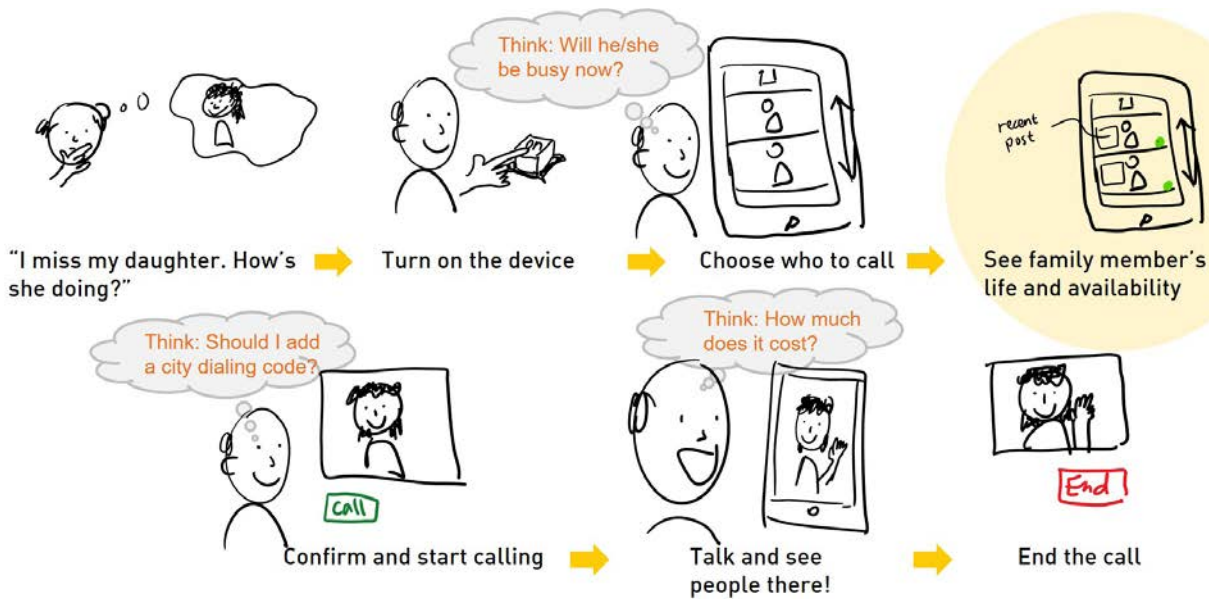 Think: Will he/she
be busy now?
on
recent
post
"I miss my daughter. How's
she doing?"
Turn on the device
Choose who to call
See family member's
life and availability
Think: Should I add
a city dialing code?
Think: How much
does it cost?
Call
End
Confirm and start calling
Talk and see
people there!
End the call